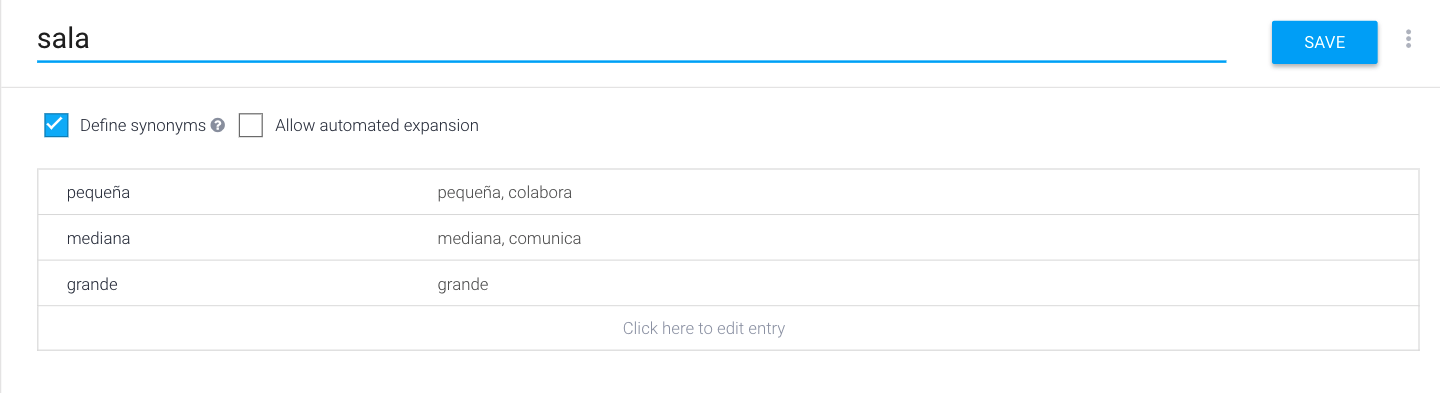 sala
SAVE
Define synonyms ? Allow automated expansion
pequeña pequeña, colabora
mediana mediana, comunica
grande grande
Click here to edit entry